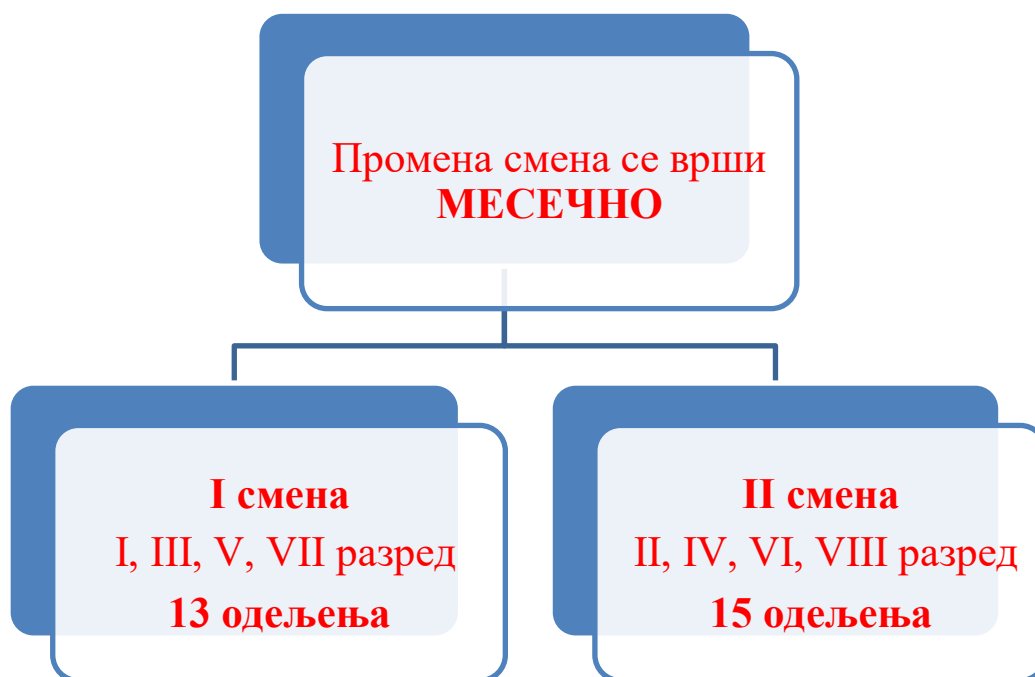 Промена смена се врши
МЕСЕЧНО
I смена
I, III, V, VII разред
13 одељења
II смена
II, IV, VI, VIII разред
15 одељења